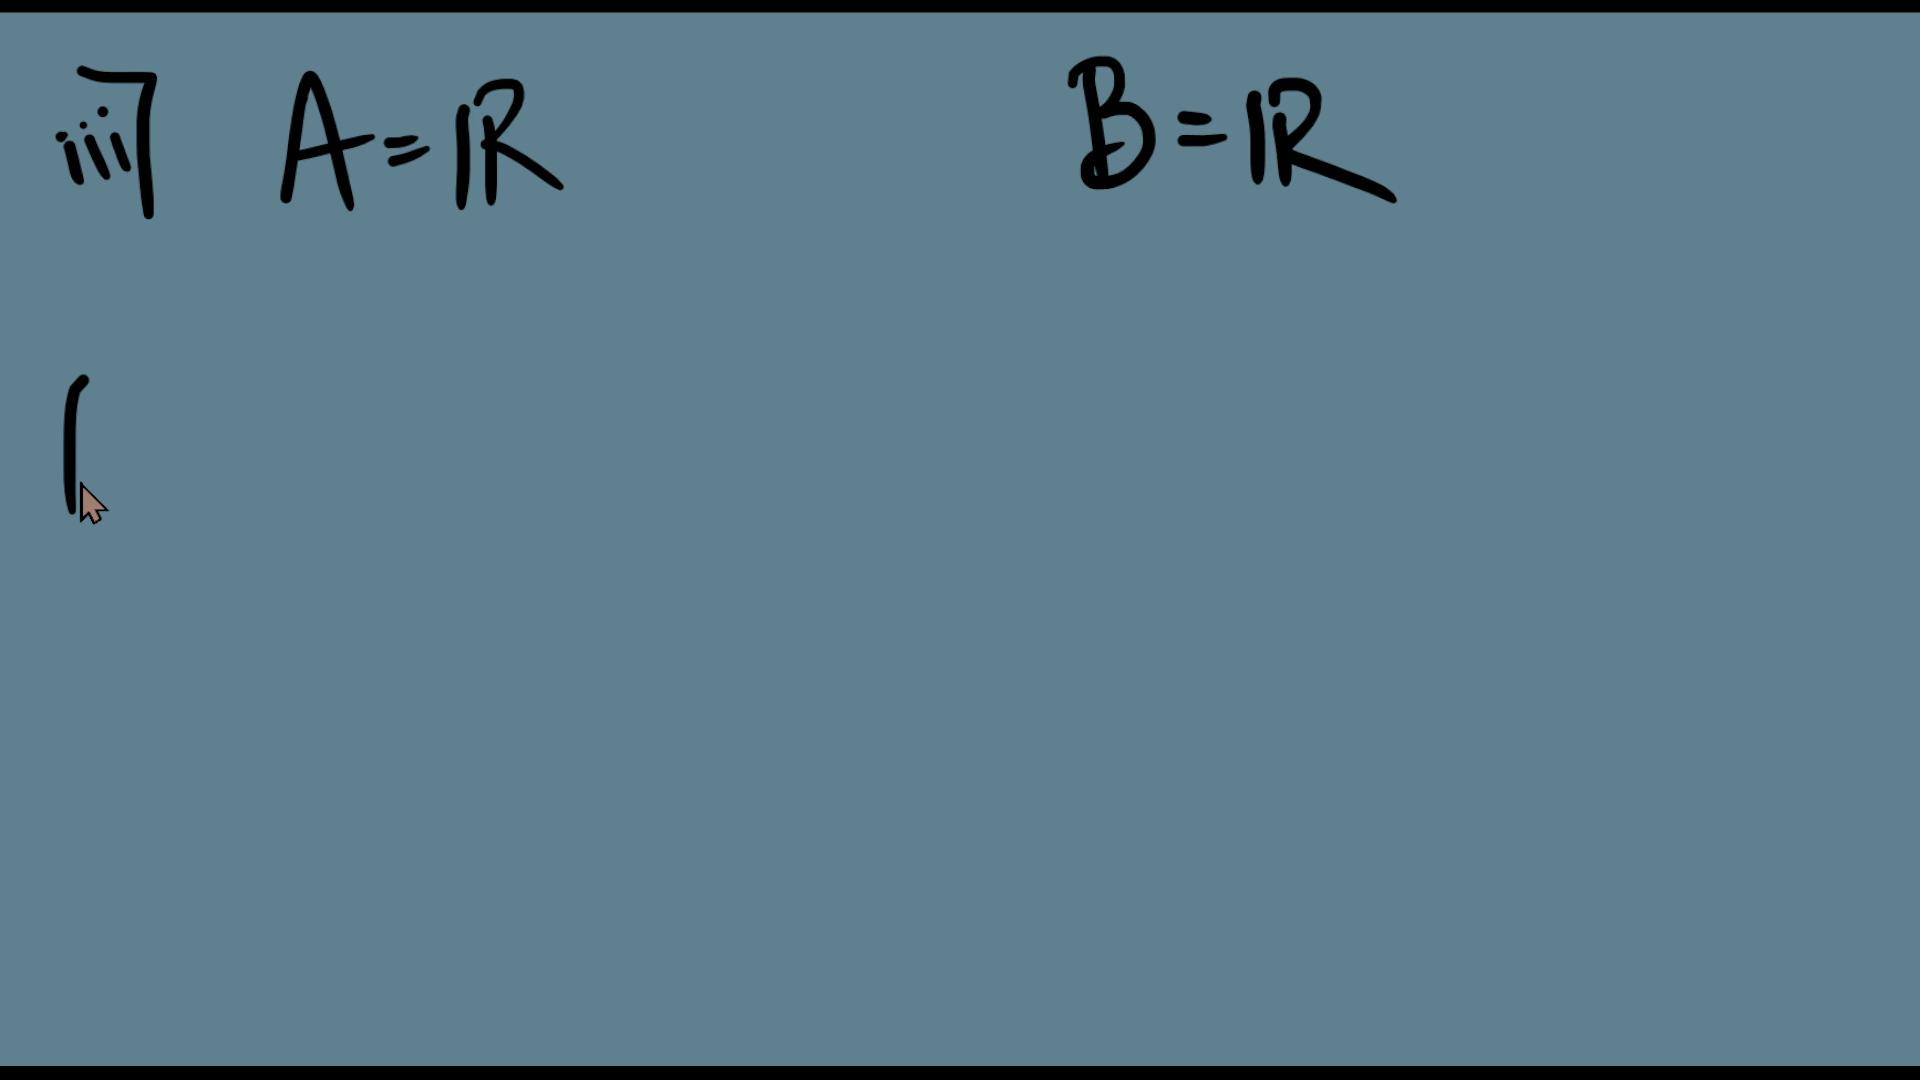 iii] A = ℝ B = ℝ
(